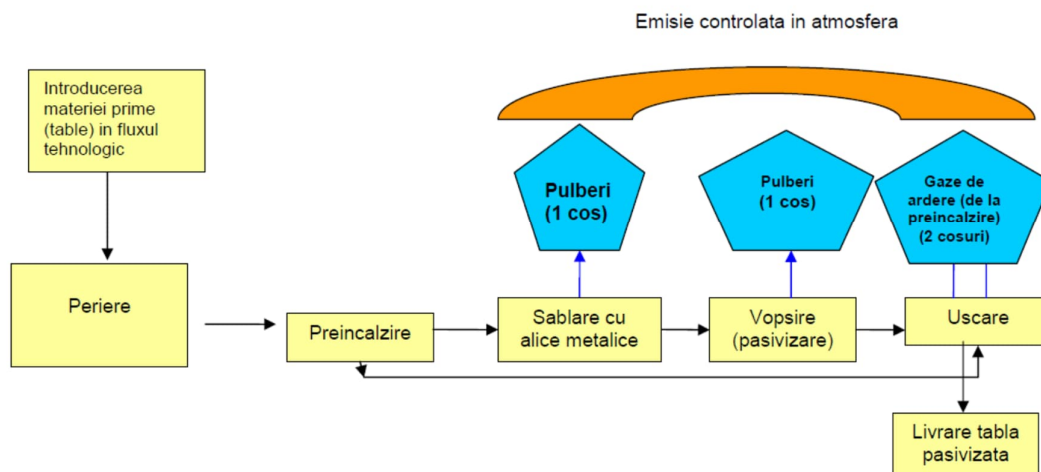 Emisie controlata in atmosfera
Introducerea
materiei prime
(table) in fluxul
tehnologic
Pulberi
(1 cos)
Pulberi
(1 cos)
Gaze de
ardere (de la
preincalzire)
(2 cosuri)
Periere
Preincalzire
Sablare cu
alice metalice
Vopsire
(pasivizare)
Uscare
Livrare tabla
pasivizata